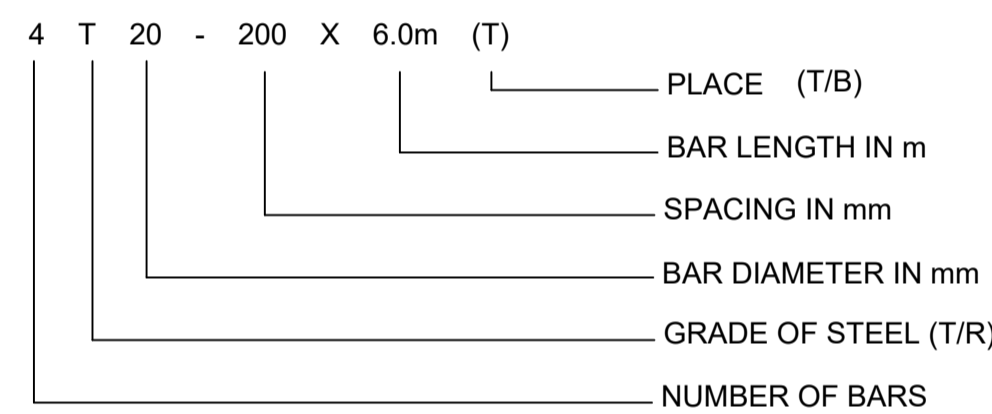 4 T 20 - 200 X 6.0m (T)
PLACE (T/B)
BAR LENGTH IN m
SPACING IN mm
BAR DIAMETER IN mm
GRADE OF STEEL (T/R)
NUMBER OF BARS